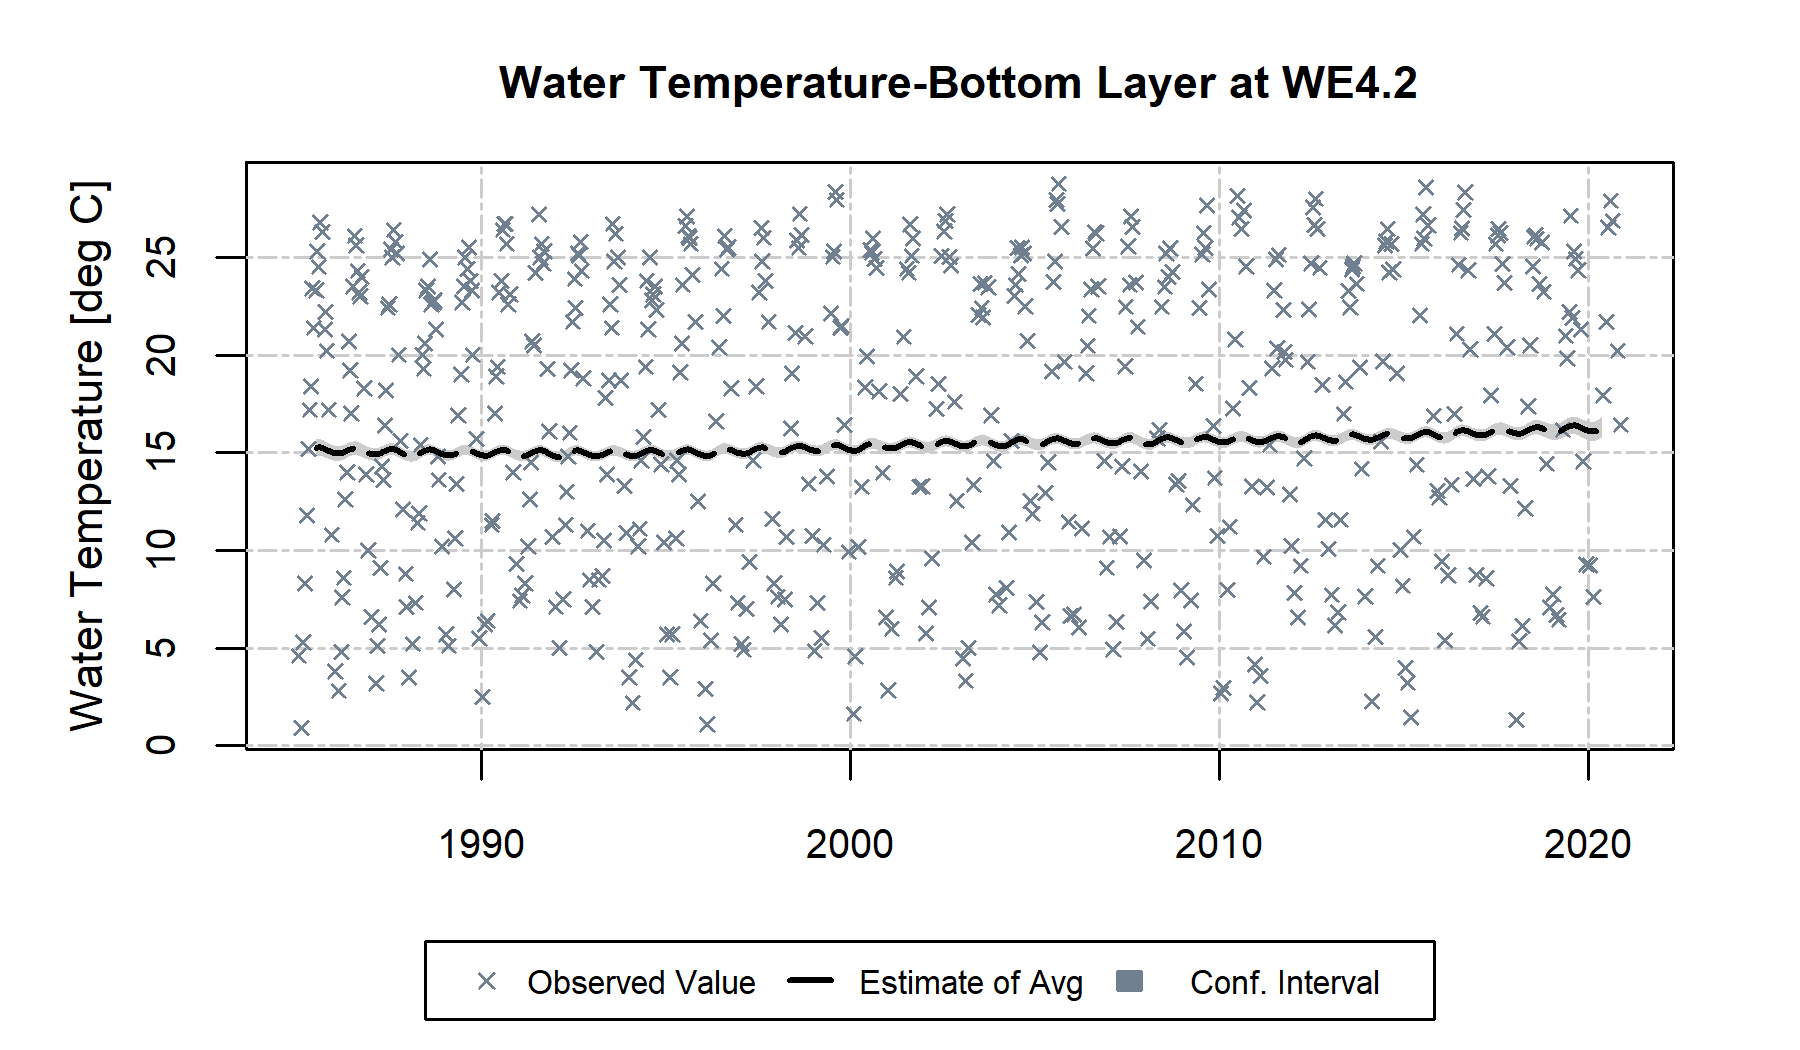 Water Temperature-Bottom Layer at WE4.2
Water Temperature [deg C]
25
20
15
10
5
0
1990 2000 2010 2020
Observed Value Estimate of Avg Conf. Interval